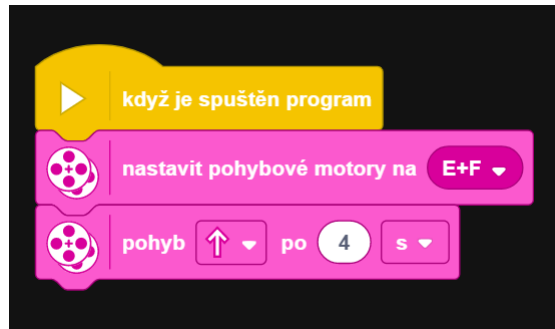 když je spuštěn program
nastavit pohybové motory na E+F
pohyb po 4 s